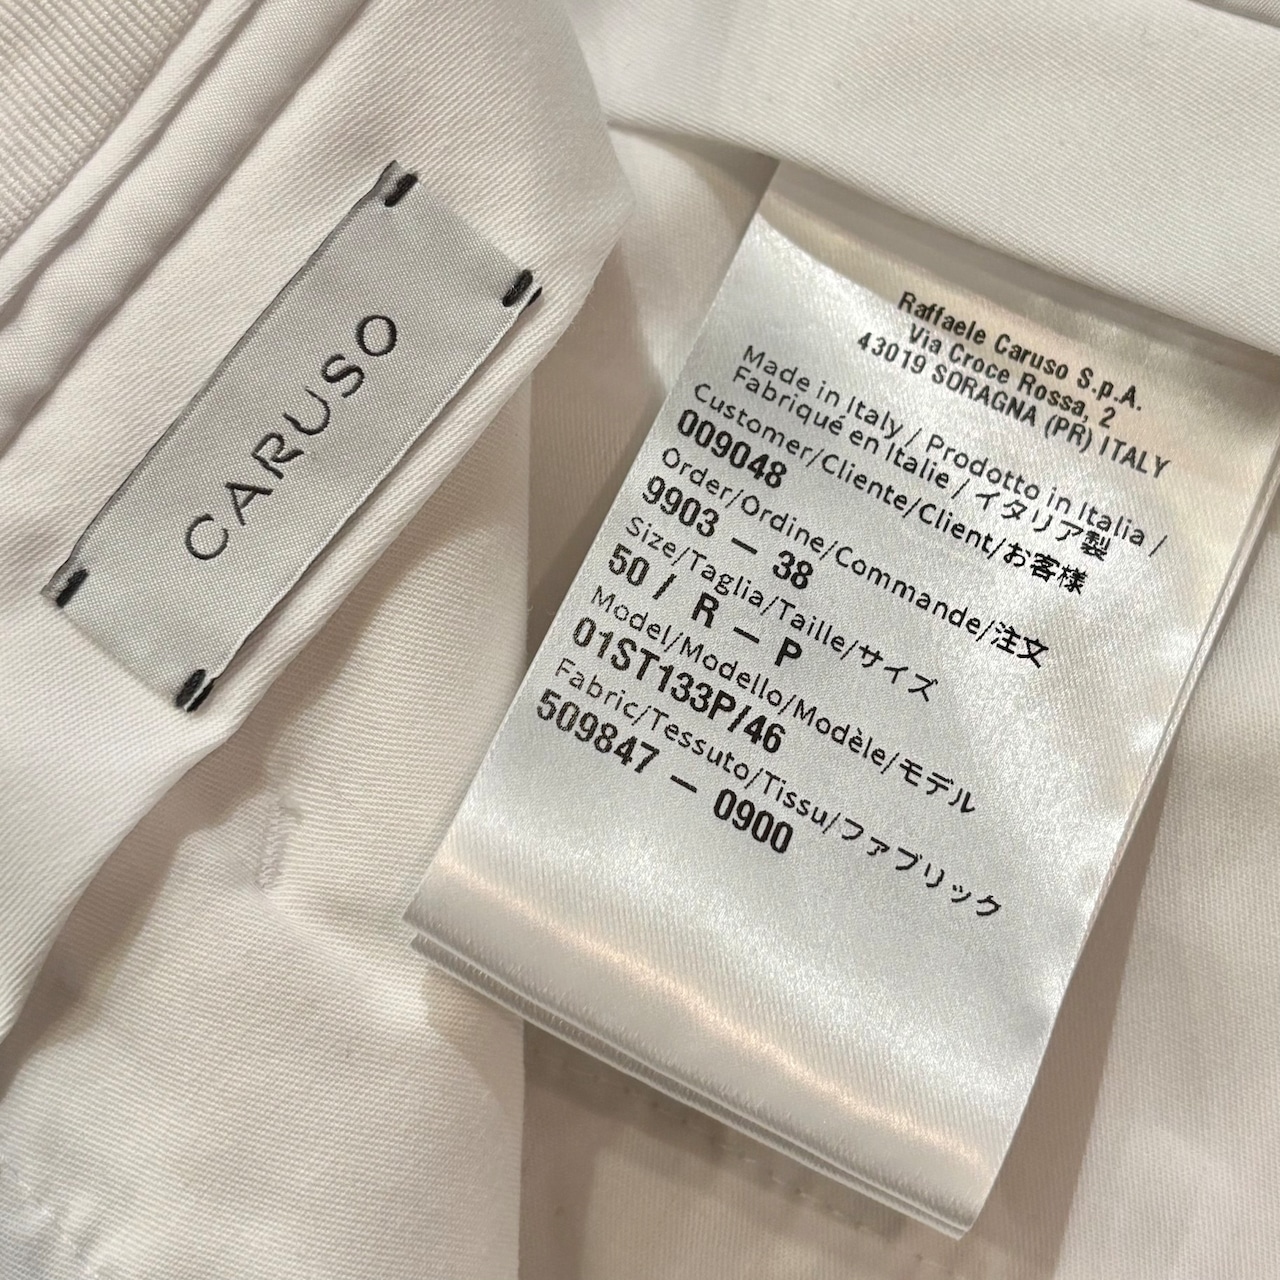 CARUSO
Raffaele Caruso S.p.A.
Via Croce Rossa, 2
43019 SORAGNA (PR) ITALY
Made in Italy / Prodotto in Italia /
Fabriqué en Italie / イタリア製
Customer/Cliente/Client/お客様
009048
Order/Ordine/Commande/注文
9903 – 38
Size/Taglia/Taille/サイズ
50 / R – P
Model/Modello/Modèle/モデル
01ST133P/46
Fabric/Tessuto/Tissu/ファブリック
509847 – 0900